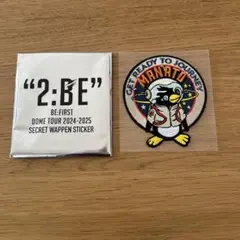 "2:BE"
BE:FIRST
DOME TOUR 2024-2025
SECRET WAPPEN STICKER
GET READY TO JOURNEY
MANATO